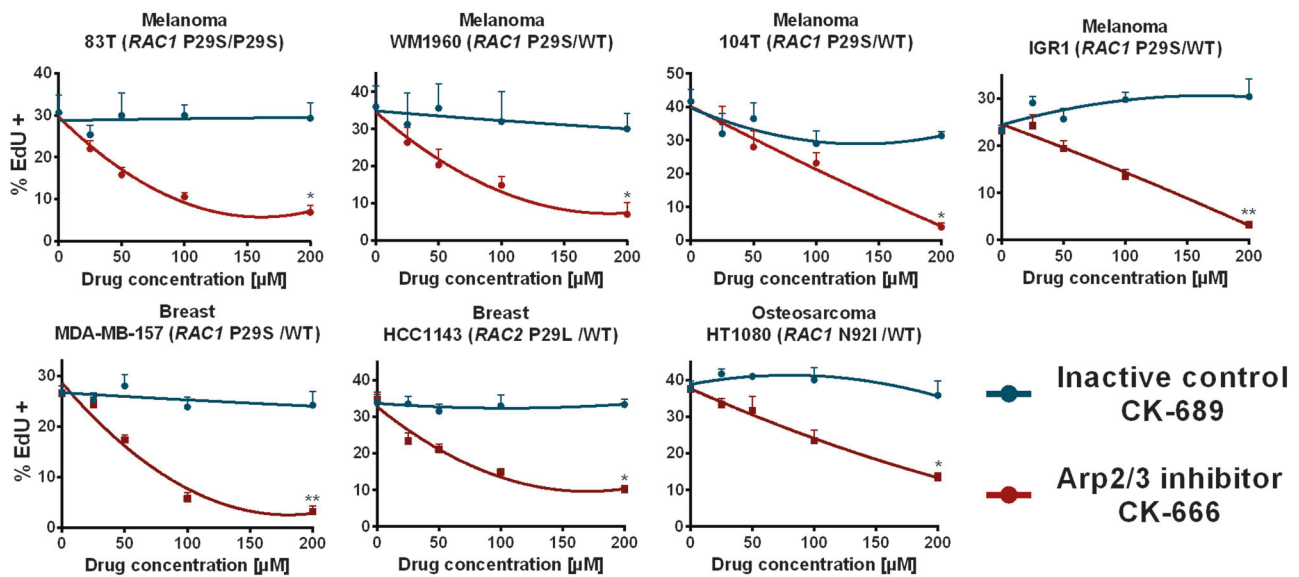 Melanoma
83T (RAC1 P29S/P29S)
Melanoma
WM1960 (RAC1 P29S/WT)
Melanoma
104T (RAC1 P29S/WT)
Melanoma
IGR1 (RAC1 P29S/WT)
% EdU +
40
30
20
10
0
*
0 50 100 150 200
Drug concentration [µM]
50
40
30
20
10
0
*
0 50 100 150 200
Drug concentration [µM]
50
40
30
20
10
0
*
0 50 100 150 200
Drug concentration [µM]
30
20
10
0
**
0 50 100 150 200
Drug concentration [µM]
Breast
MDA-MB-157 (RAC1 P29S /WT)
Breast
HCC1143 (RAC2 P29L /WT)
Osteosarcoma
HT1080 (RAC1 N92I /WT)
% EdU +
30
20
10
0
**
0 50 100 150 200
Drug concentration [µM]
40
30
20
10
0
*
0 50 100 150 200
Drug concentration [µM]
40
30
20
10
0
*
0 50 100 150 200
Drug concentration [µM]
Inactive control
CK-689
Arp2/3 inhibitor
CK-666